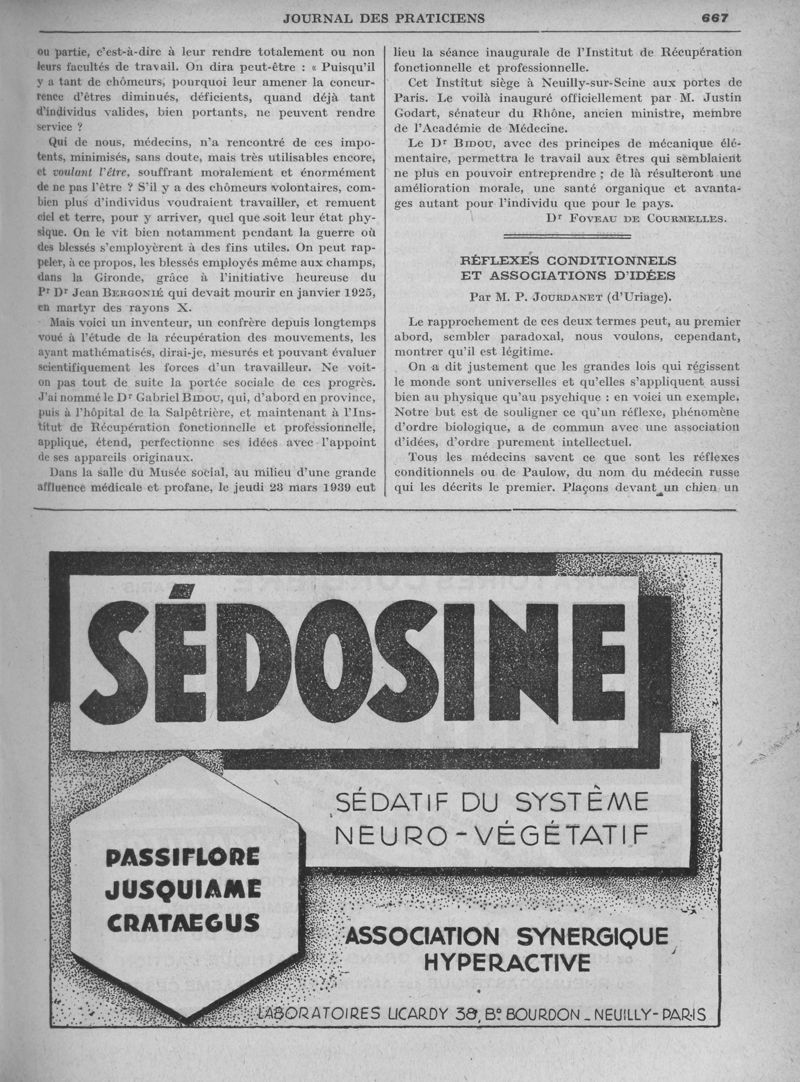 JOURNAL DES PRATICIENS 667
ou partie, c'est-à-dire à leur rendre totalement ou non
leurs facultés de travail. On dira peut-être : « Puisqu'il
y a tant de chômeurs, pourquoi leur amener la concur-
rence d'êtres diminués, déficients, quand déjà tant
d'individus valides, bien portants, ne peuvent rendre
service ?
Qui de nous, médecins, n'a rencontré de ces impo-
tents, minimisés, sans doute, mais très utilisables encore,
et voulant l'être, souffrant moralement et énormément
de ne pas l'être ? S'il y a des chômeurs volontaires, com-
bien plus d'individus voudraient travailler, et remuent
ciel et terre, pour y arriver, quel que soit leur état phy-
sique. On le vit bien notamment pendant la guerre où
des blessés s'employèrent à des fins utiles. On peut rap-
peler, à ce propos, les blessés employés même aux champs,
dans la Gironde, grâce à l'initiative heureuse du
Pr Dr Jean BERGONIÉ qui devait mourir en janvier 1925,
en martyr des rayons X.
Mais voici un inventeur, un confrère depuis longtemps
voué à l'étude de la récupération des mouvements, les
ayant mathématisés, dirai-je, mesurés et pouvant évaluer
scientifiquement les forces d'un travailleur. Ne voit-
on pas tout de suite la portée sociale de ces progrès.
J'ai nommé le Dr Gabriel BIDOU, qui, d'abord en province,
puis à l'hôpital de la Salpêtrière, et maintenant à l'Ins-
titut de Récupération fonctionnelle et professionnelle,
applique, étend, perfectionne ses idées avec l'appoint
de ses appareils originaux.
Dans la salle du Musée social, au milieu d'une grande
affluence médicale et profane, le jeudi 23 mars 1939 eut
lieu la séance inaugurale de l'Institut de Récupération
fonctionnelle et professionnelle.
Cet Institut siège à Neuilly-sur-Seine aux portes de
Paris. Le voilà inauguré officiellement par M. Justin
Godart, sénateur du Rhône, ancien ministre, membre
de l'Académie de Médecine.
Le Dr BIDOU, avec des principes de mécanique élé-
mentaire, permettra le travail aux êtres qui semblaient
ne plus en pouvoir entreprendre ; de là résulteront une
amélioration morale, une santé organique et avanta-
ges autant pour l'individu que pour le pays.
Dr FOVEAU DE COURMELLES.
RÉFLEXES CONDITIONNELS
ET ASSOCIATIONS D'IDÉES
Par M. P. JOURDANET (d'Uriage).
Le rapprochement de ces deux termes peut, au premier
abord, sembler paradoxal, nous voulons, cependant,
montrer qu'il est légitime.
On a dit justement que les grandes lois qui régissent
le monde sont universelles et qu'elles s'appliquent aussi
bien au physique qu'au psychique : en voici un exemple.
Notre but est de souligner ce qu'un réflexe, phénomène
d'ordre biologique, a de commun avec une association
d'idées, d'ordre purement intellectuel.
Tous les médecins savent ce que sont les réflexes
conditionnels ou de Paulow, du nom du médecin russe
qui les décrits le premier. Plaçons devant un chien un
SÉDOSINE
SÉDATIF DU SYSTÊME
NEURO-VÉGÉTATIF
PASSIFLORE
JUSQUIAME
CRATAEGUS
ASSOCIATION SYNERGIQUE
HYPERACTIVE
LABORATOIRES LICARDY 38, Bd BOURDON _ NEUILLY-PARIS